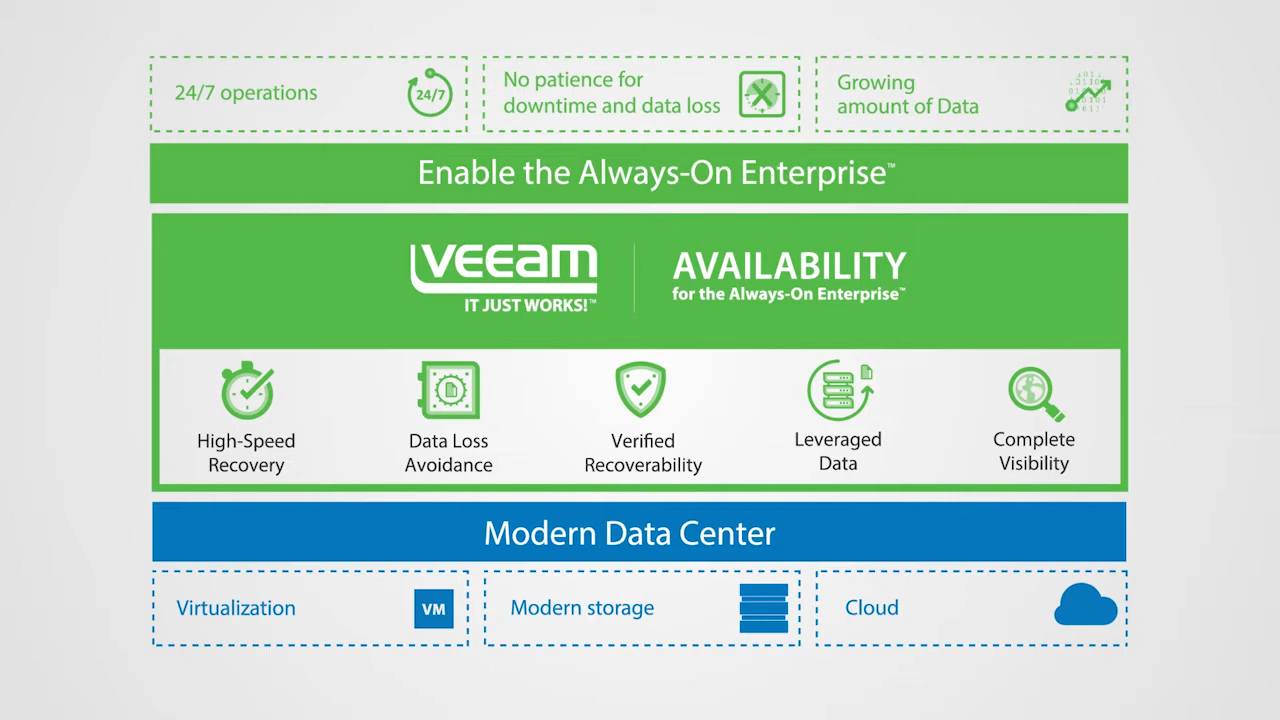 24/7 operations
24/7
No patience for
downtime and data loss
Growing
amount of Data
Enable the Always-On Enterprise™
veeam
IT JUST WORKS!™
AVAILABILITY
for the Always-On Enterprise™
High-Speed
Recovery
Data Loss
Avoidance
Verified
Recoverability
Leveraged
Data
Complete
Visibility
Modern Data Center
Virtualization
VM
Modern storage
Cloud